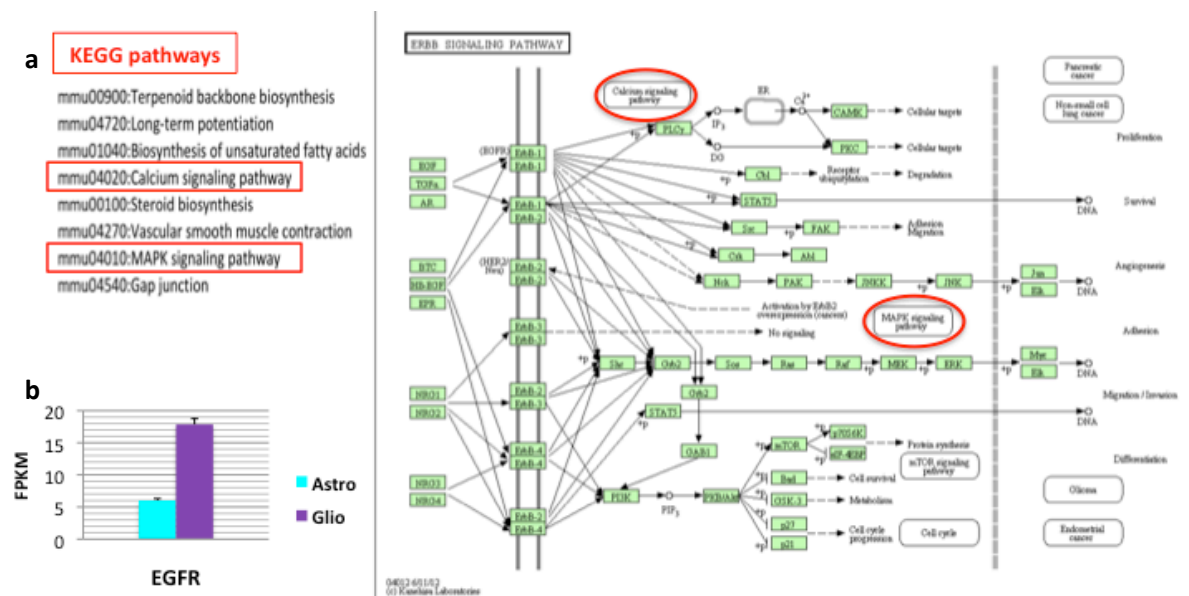 a
KEGG pathways
mmu00900:Terpenoid backbone biosynthesis
mmu04720:Long-term potentiation
mmu01040:Biosynthesis of unsaturated fatty acids
mmu04020:Calcium signaling pathway
mmu00100:Steroid biosynthesis
mmu04270:Vascular smooth muscle contraction
mmu04010:MAPK signaling pathway
mmu04540:Gap junction
b
20
15
10
5
0
FPKM
Astro
Glio
EGFR
ERBB SIGNALING PATHWAY
Calcium signaling
pathway
ER
Ca2+
IP3
DG
PLCγ
CAMK
Cellular targets
PKC
Cellular targets
+p
(EGFR)
ErbB-1
ErbB-1
EGF
TGFα
AR
ErbB-1
ErbB-2
Cbl
Receptor
ubiquitylation
Degradation
+p
STAT5
DNA
+p
Src
+p
FAK
Adhesion
Migration
+p
Crk
Abl
BTC
HB-EGF
EPR
(HER2/
Neu)
ErbB-2
ErbB-2
+p
Nck
PAK
JNKK
+p
JNK
+p
Jun
Elk
DNA
Activation by ErbB2
overexpression (cancer)
MAPK signaling
pathway
ErbB-3
ErbB-3
No signaling
+p
Shc
Grb2
Sos
Ras
Raf
+p
MEK
+p
ERK
+p
Myc
Elk
DNA
NRG1
NRG2
ErbB-2
ErbB-3
Grb2
+p
STAT5
DNA
ErbB-4
ErbB-4
GAB1
+p
mTOR
+p
p70S6K
+p
eIF-4EBP
Protein synthesis
mTOR signaling
pathway
NRG3
NRG4
PI3K
PIP3
+p
PKB/Akt
+p
Bad
Cell survival
+p
GSK-3
Metabolism
ErbB-2
ErbB-4
p27
+p
p21
Cell cycle
progression
Cell cycle
Pancreatic
cancer
Non-small cell
lung cancer
Proliferation
Survival
Angiogenesis
Adhesion
Migration / Invasion
Differentiation
Glioma
Endometrial
cancer
04012 6/11/12
(c) Kanehisa Laboratories